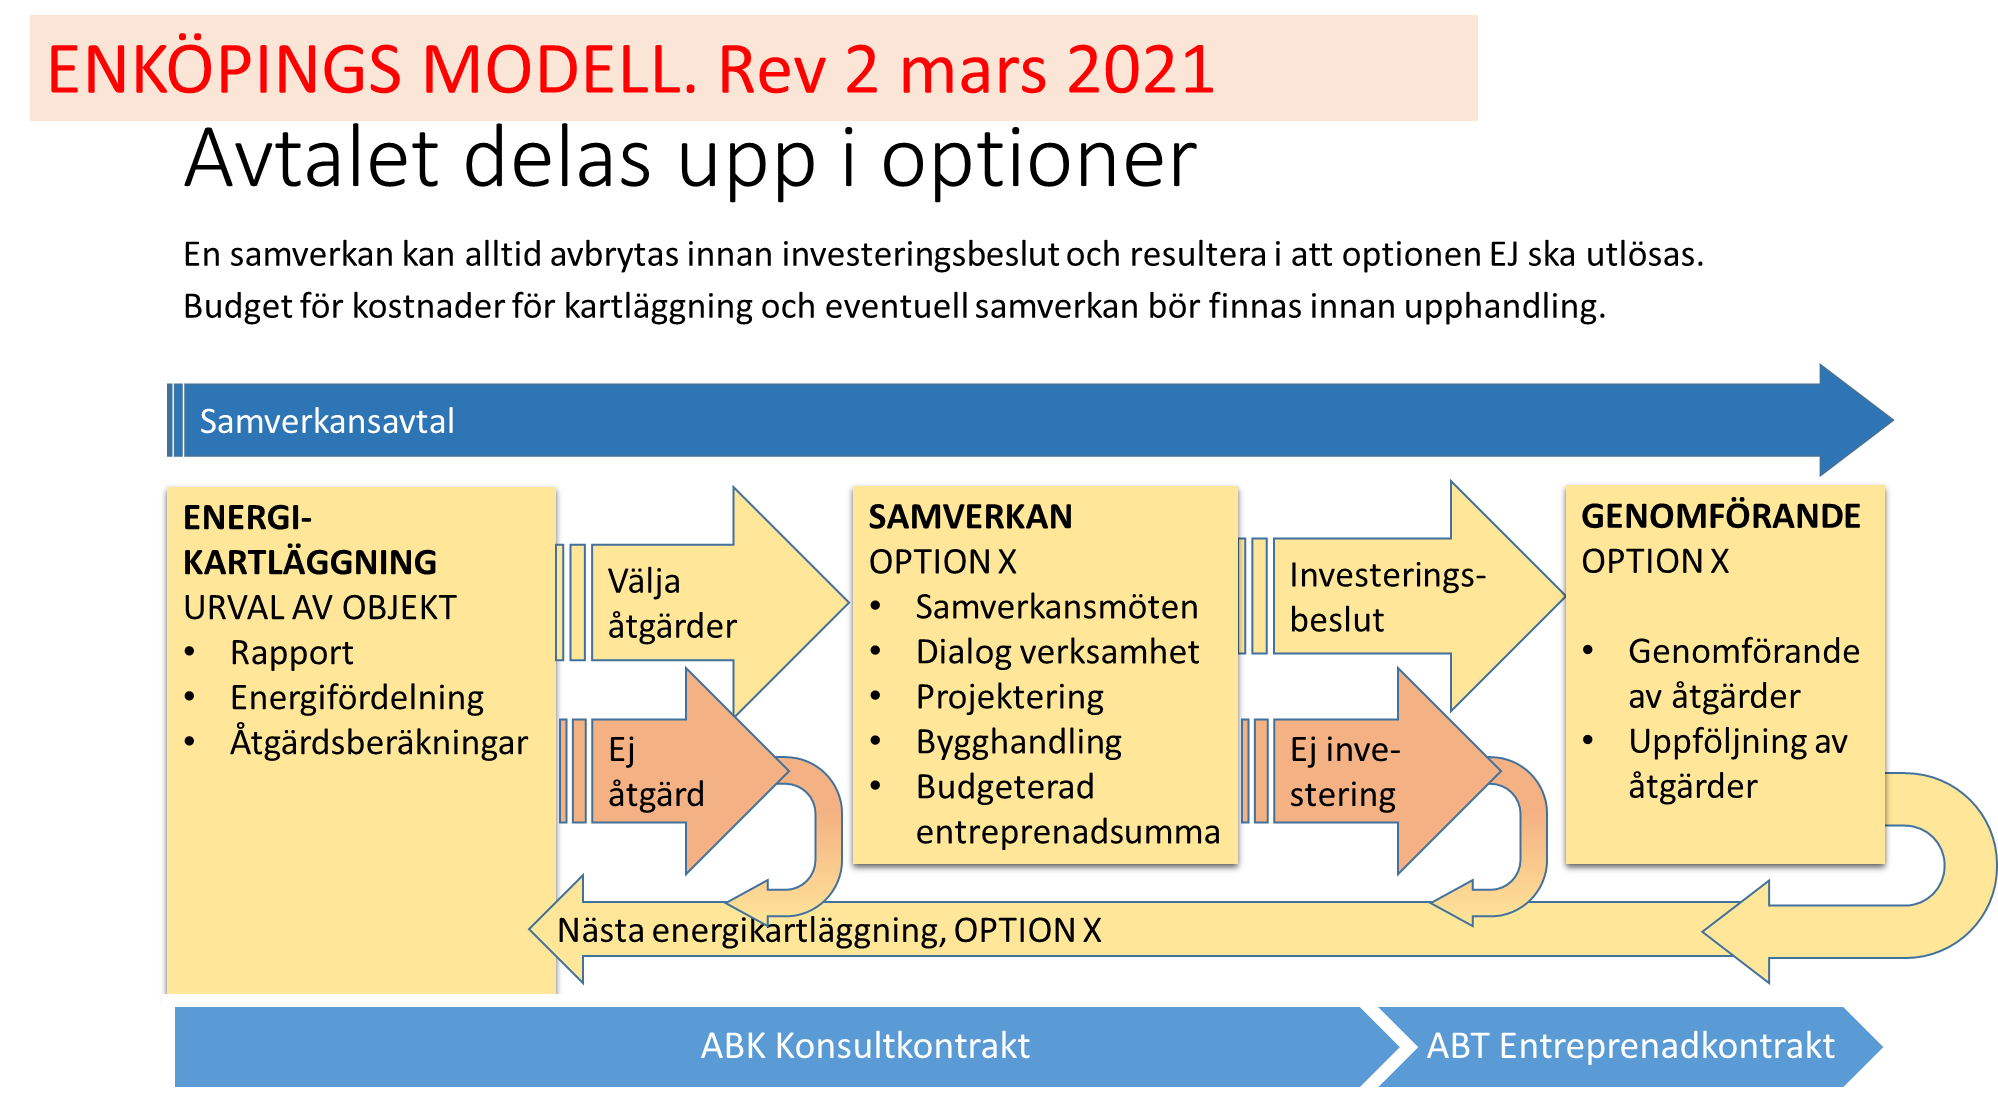 ENKÖPINGS MODELL. Rev 2 mars 2021
Avtalet delas upp i optioner
En samverkan kan alltid avbrytas innan investeringsbeslut och resultera i att optionen EJ ska utlösas.
Budget för kostnader för kartläggning och eventuell samverkan bör finnas innan upphandling.
Samverkansavtal
ENERGI-
KARTLÄGGNING
URVAL AV OBJEKT
• Rapport
• Energifördelning
• Åtgärdsberäkningar
Välja
åtgärder
Ej
åtgärd
SAMVERKAN
OPTION X
• Samverkansmöten
• Dialog verksamhet
• Projektering
• Bygghandling
• Budgeterad
entreprenadsumma
Investerings-
beslut
Ej inve-
stering
GENOMFÖRANDE
OPTION X
• Genomförande
av åtgärder
• Uppföljning av
åtgärder
Nästa energikartläggning, OPTION X
ABK Konsultkontrakt
ABT Entreprenadkontrakt